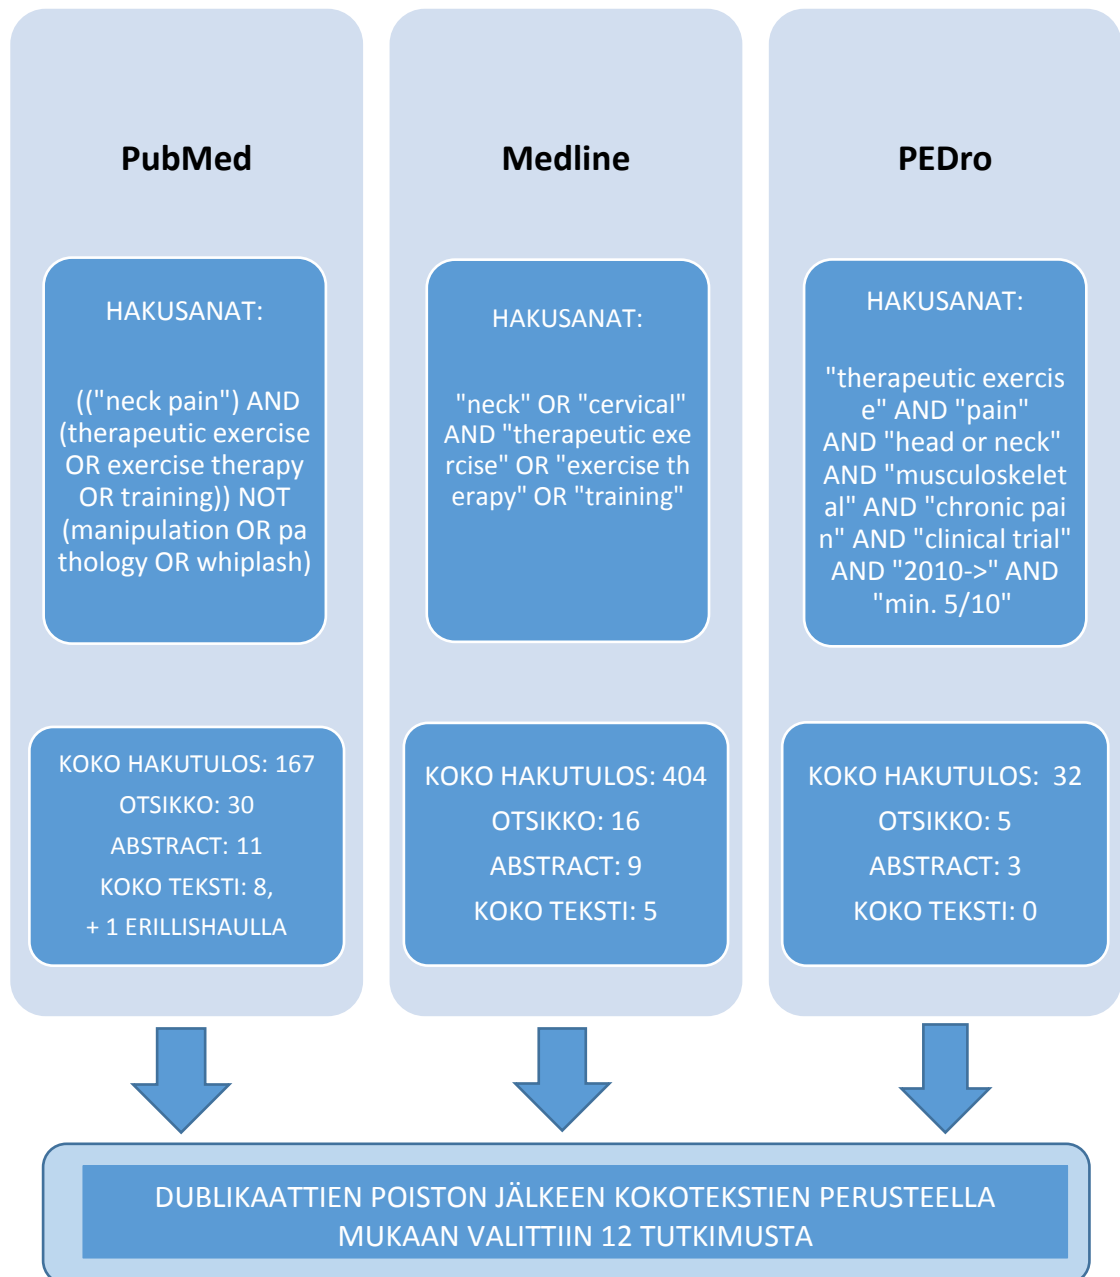 PubMed
HAKUSANAT:
(("neck pain") AND
(therapeutic exercise
OR exercise therapy
OR training)) NOT
(manipulation OR pa
thology OR whiplash)
KOKO HAKUTULOS: 167
OTSIKKO: 30
ABSTRACT: 11
KOKO TEKSTI: 8,
+ 1 ERILLISHAULLA
Medline
HAKUSANAT:
"neck" OR "cervical"
AND "therapeutic exe
rcise" OR "exercise th
erapy" OR "training"
KOKO HAKUTULOS: 404
OTSIKKO: 16
ABSTRACT: 9
KOKO TEKSTI: 5
PEDro
HAKUSANAT:
"therapeutic exercis
e" AND "pain"
AND "head or neck"
AND "musculoskelet
al" AND "chronic pai
n" AND "clinical trial"
AND "2010->" AND
"min. 5/10"
KOKO HAKUTULOS: 32
OTSIKKO: 5
ABSTRACT: 3
KOKO TEKSTI: 0
DUBLIKAATTIEN POISTON JÄLKEEN KOKOTEKSTIEN PERUSTEELLA
MUKAAN VALITTIIN 12 TUTKIMUSTA